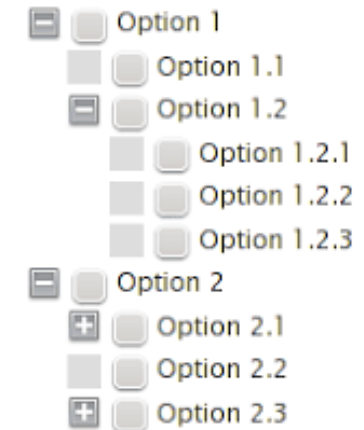 Option 1
Option 1.1
Option 1.2
Option 1.2.1
Option 1.2.2
Option 1.2.3
Option 2
Option 2.1
Option 2.2
Option 2.3